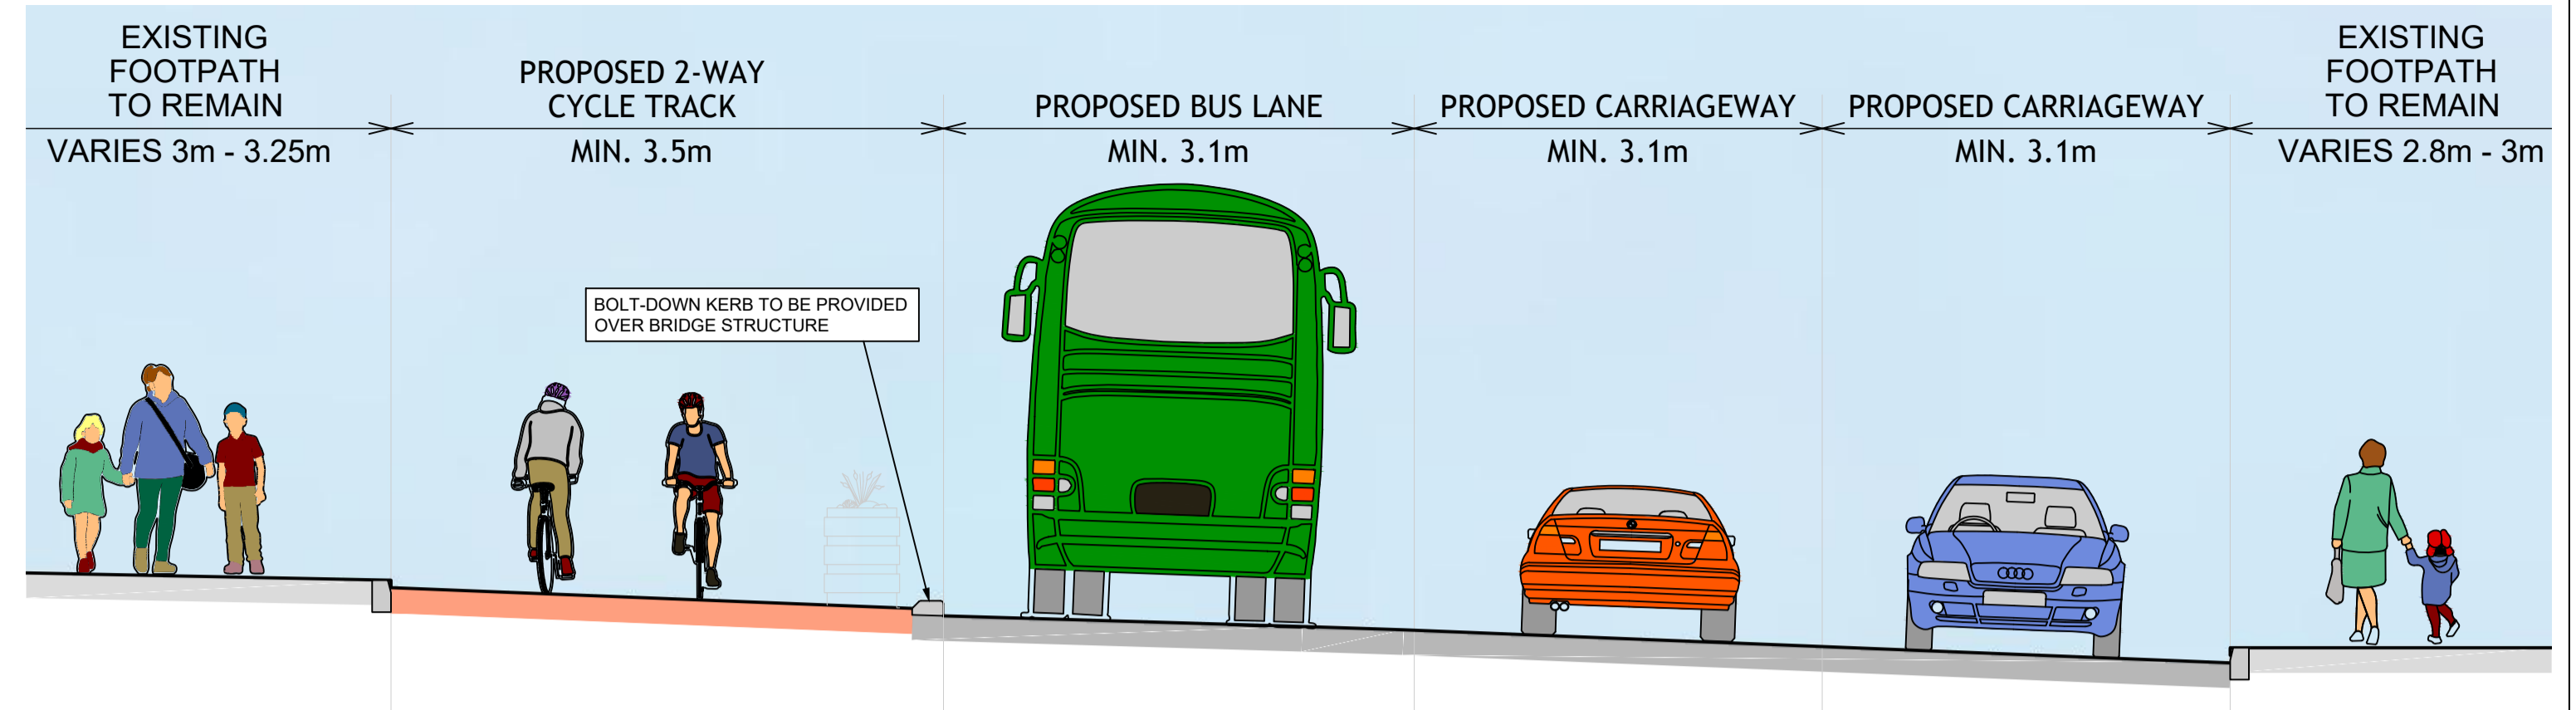 EXISTING
FOOTPATH
TO REMAIN
VARIES 3m - 3.25m
PROPOSED 2-WAY
CYCLE TRACK
MIN. 3.5m
PROPOSED BUS LANE
MIN. 3.1m
PROPOSED CARRIAGEWAY
MIN. 3.1m
PROPOSED CARRIAGEWAY
MIN. 3.1m
EXISTING
FOOTPATH
TO REMAIN
VARIES 2.8m - 3m
BOLT-DOWN KERB TO BE PROVIDED
OVER BRIDGE STRUCTURE